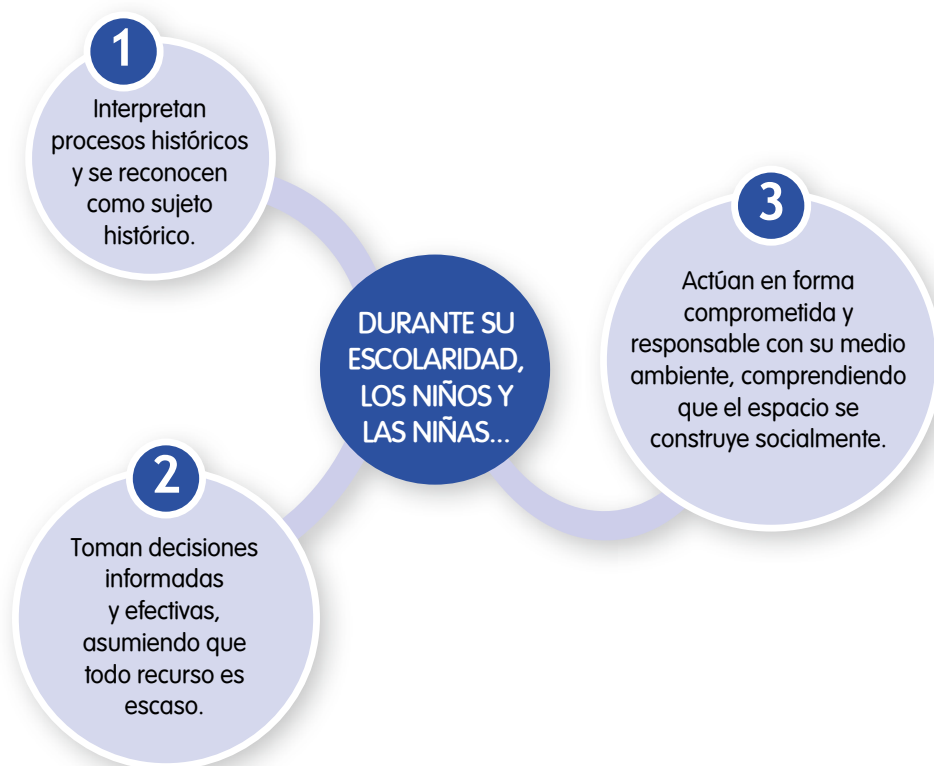 1
Interpretan
procesos históricos
y se reconocen
como sujeto
histórico.
DURANTE SU
ESCOLARIDAD,
LOS NIÑOS Y
LAS NIÑAS...
2
Toman decisiones
informadas
y efectivas,
asumiendo que
todo recurso es
escaso.
3
Actúan en forma
comprometida y
responsable con su medio
ambiente, comprendiendo
que el espacio se
construye socialmente.